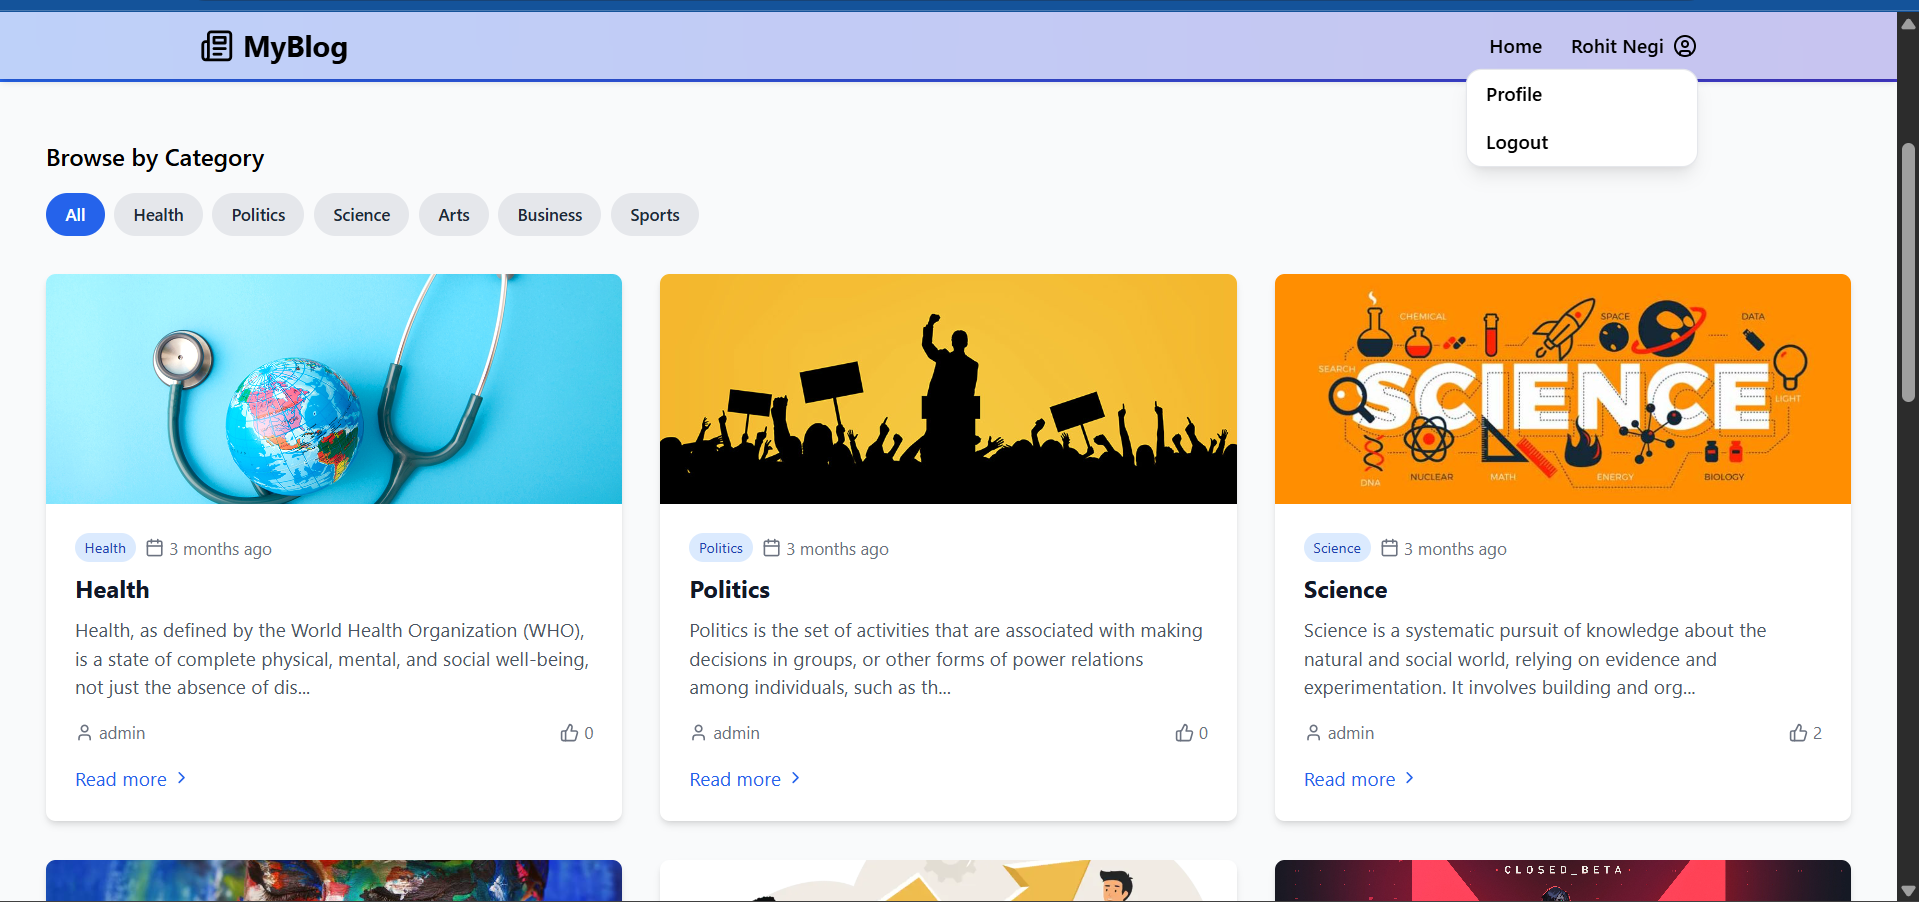 MyBlog
Home
Rohit Negi
Profile
Logout
Browse by Category
All
Health
Politics
Science
Arts
Business
Sports
CHEMICAL
SPACE
DATA
SEARCH
SCIENCE
LIGHT
DNA
NUCLEAR
MATH
ENERGY
BIOLOGY
Health
3 months ago
Health
Health, as defined by the World Health Organization (WHO),
is a state of complete physical, mental, and social well-being,
not just the absence of dis...
admin
0
Read more
Politics
3 months ago
Politics
Politics is the set of activities that are associated with making
decisions in groups, or other forms of power relations
among individuals, such as th...
admin
0
Read more
Science
3 months ago
Science
Science is a systematic pursuit of knowledge about the
natural and social world, relying on evidence and
experimentation. It involves building and org...
admin
2
Read more
CLOSED_BETA